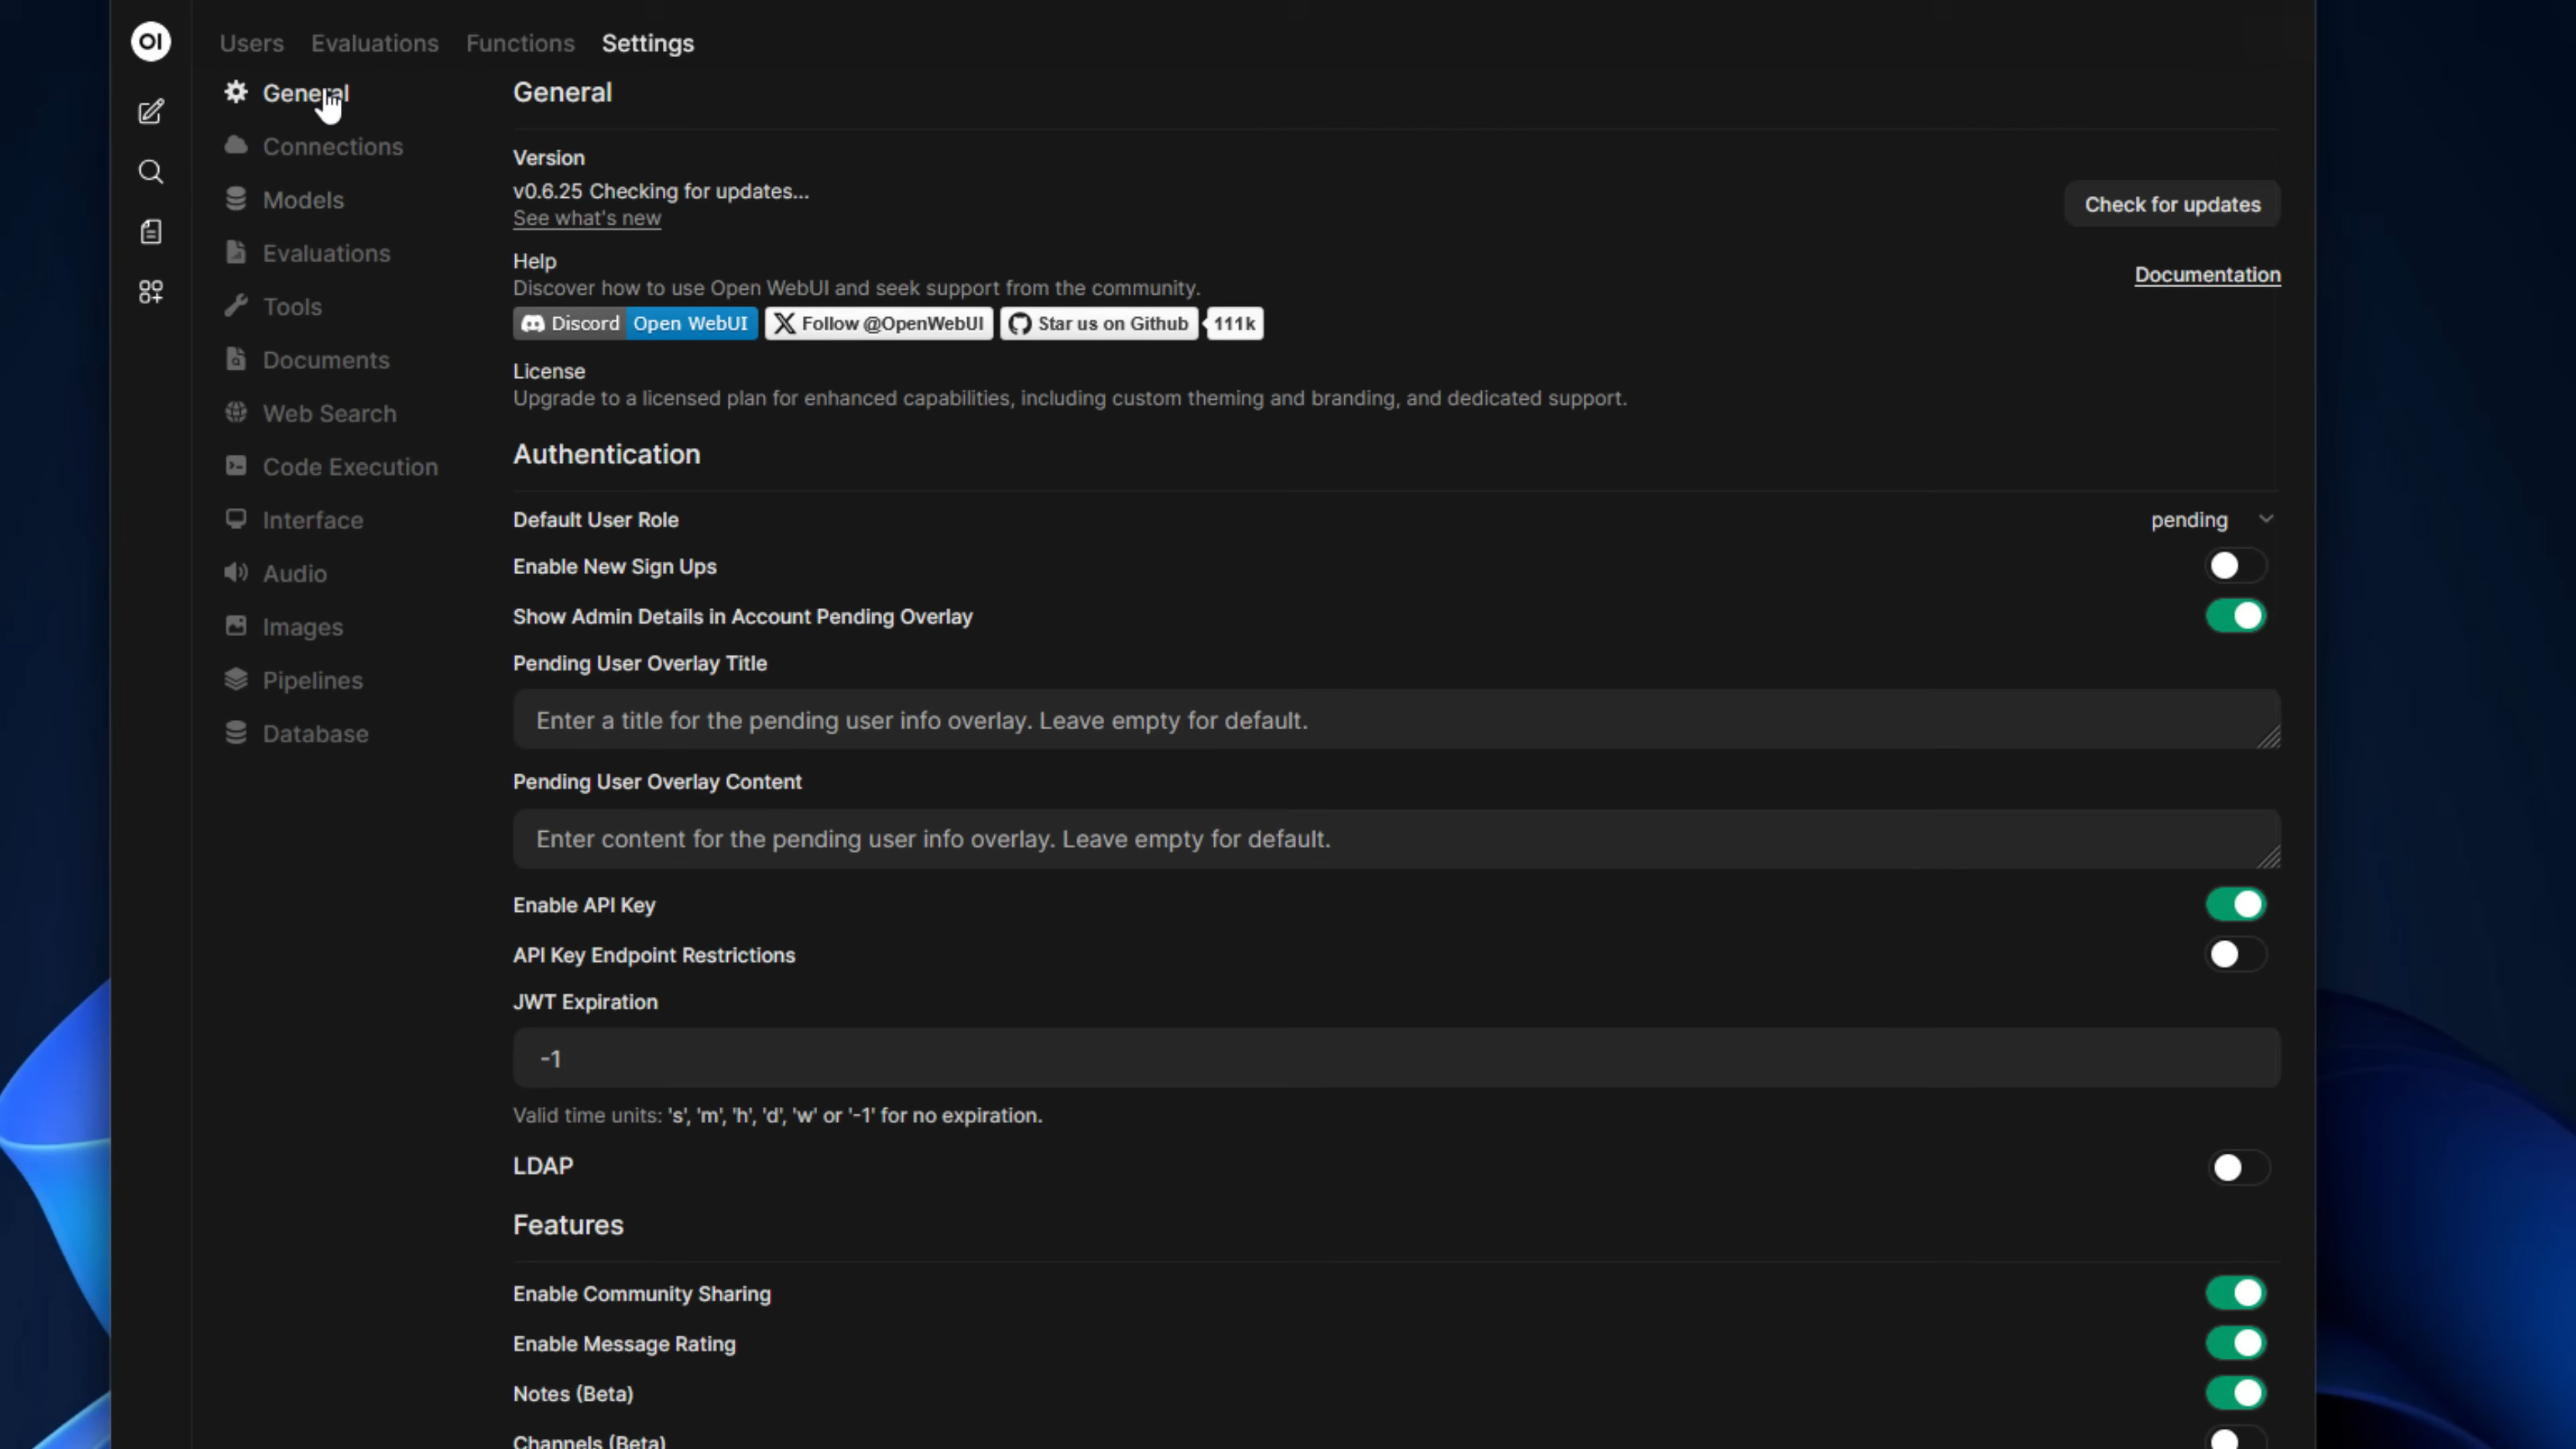 OI
Users Evaluations Functions Settings
General
Connections
Models
Evaluations
Tools
Documents
Web Search
Code Execution
Interface
Audio
Images
Pipelines
Database
General
Version
v0.6.25 Checking for updates...
See what's new
Check for updates
Help
Documentation
Discover how to use Open WebUI and seek support from the community.
Discord Open WebUI Follow @OpenWebUI Star us on Github 111k
License
Upgrade to a licensed plan for enhanced capabilities, including custom theming and branding, and dedicated support.
Authentication
Default User Role pending
Enable New Sign Ups
Show Admin Details in Account Pending Overlay
Pending User Overlay Title
Enter a title for the pending user info overlay. Leave empty for default.
Pending User Overlay Content
Enter content for the pending user info overlay. Leave empty for default.
Enable API Key
API Key Endpoint Restrictions
JWT Expiration
-1
Valid time units: 's', 'm', 'h', 'd', 'w' or '-1' for no expiration.
LDAP
Features
Enable Community Sharing
Enable Message Rating
Notes (Beta)
Channels (Beta)